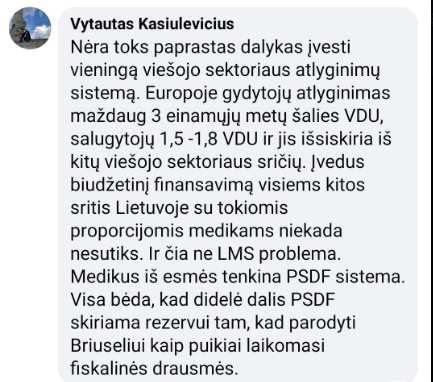 Vytautas Kasiulevicius
Nėra toks paprastas dalykas įvesti
vieningą viešojo sektoriaus atlyginimų
sistemą. Europoje gydytojų atlyginimas
maždaug 3 einamųjų metų šalies VDU,
salugytojų 1,5 -1,8 VDU ir jis išsiskiria iš
kitų viešojo sektoriaus sričių. Įvedus
biudžetinį finansavimą visiems kitos
sritis Lietuvoje su tokiomis
proporcijomis medikams niekada
nesutiks. Ir čia ne LMS problema.
Medikus iš esmės tenkina PSDF sistema.
Visa bėda, kad didelė dalis PSDF
skiriama rezervui tam, kad parodyti
Briuseliui kaip puikiai laikomasi
fiskalinės drausmės.